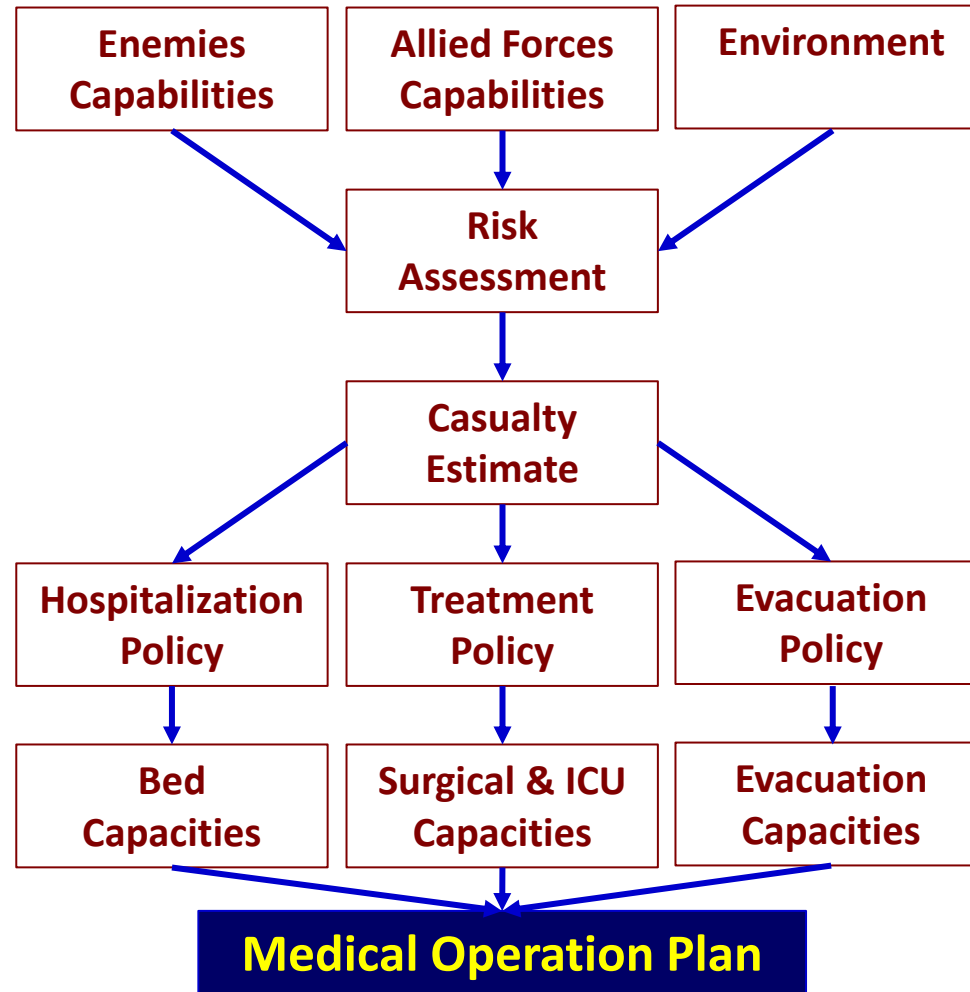 Enemies
Capabilities
Allied Forces
Capabilities
Environment
Risk
Assessment
Casualty
Estimate
Hospitalization
Policy
Treatment
Policy
Evacuation
Policy
Bed
Capacities
Surgical & ICU
Capacities
Evacuation
Capacities
Medical Operation Plan